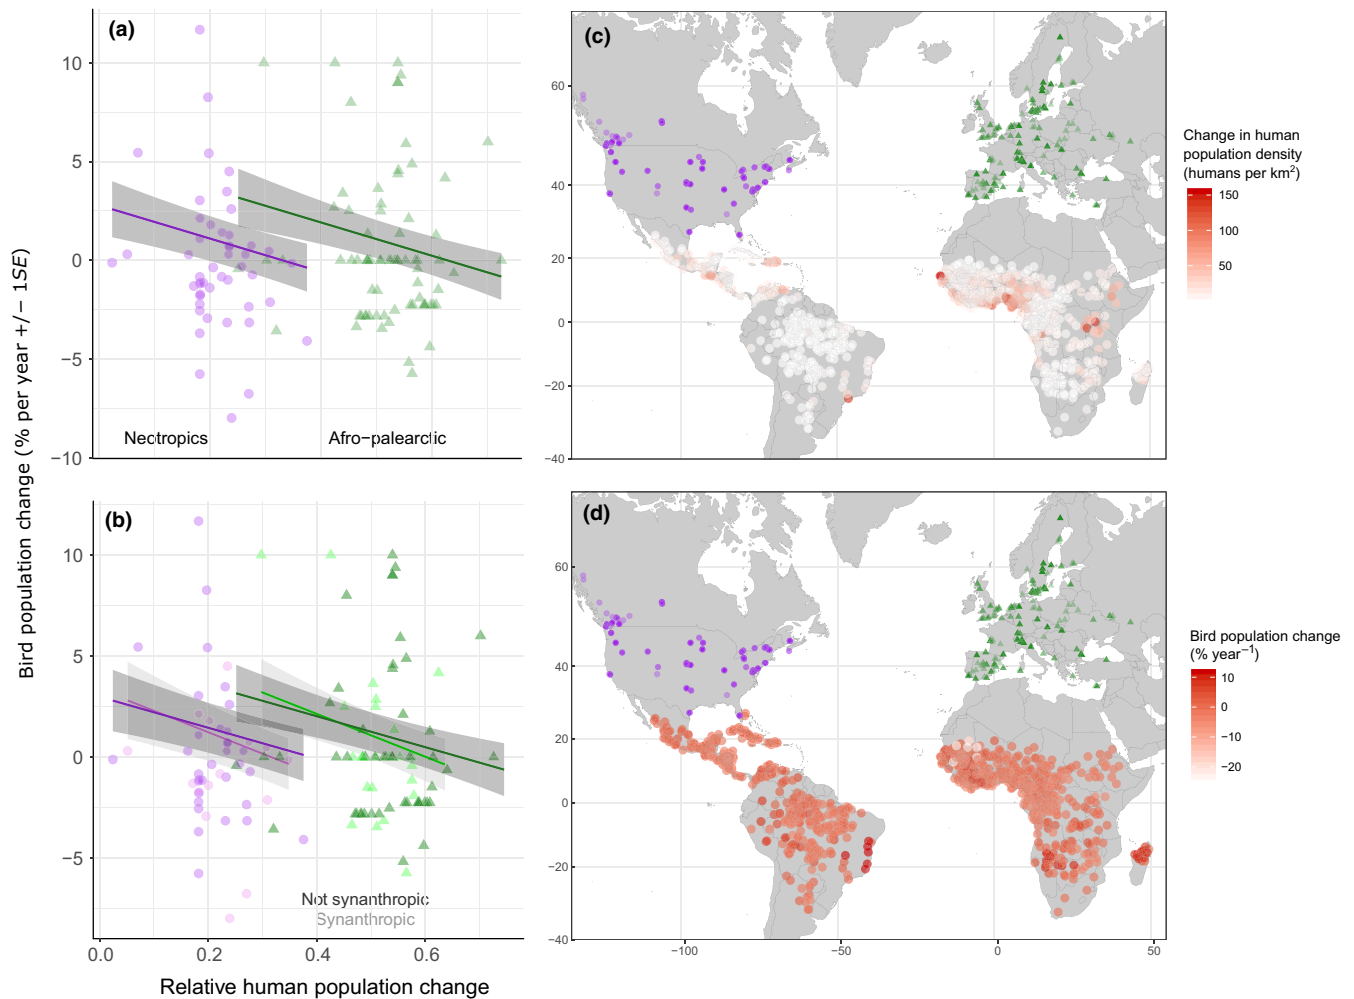 Bird population change (% per year +/− 1SE)
(a)
10
5
0
−5
−10
Neotropics
Afro−palearctic
(b)
10
5
0
−5
Not synanthropic
Synanthropic
0.0
0.2
0.4
0.6
Relative human population change
(c)
60
40
20
0
−20
−40
Change in human
population density
(humans per km²)
150
100
50
(d)
60
40
20
0
−20
−40
−100
−50
0
50
Bird population change
(% year⁻¹)
10
0
−10
−20